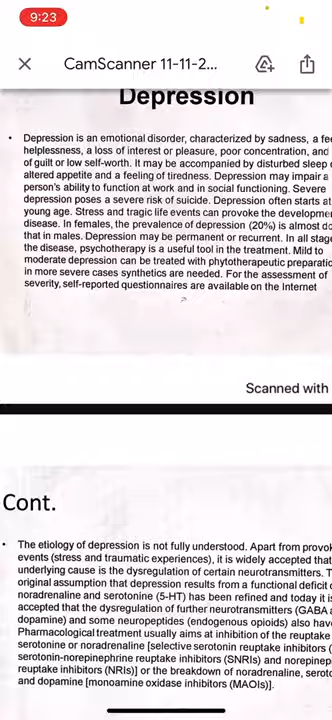 9:23
CamScanner 11-11-2...
Depression
• Depression is an emotional disorder, characterized by sadness, a
helplessness, a loss of interest or pleasure, poor concentration, and
of guilt or low self-worth. It may be accompanied by disturbed sleep
altered appetite and a feeling of tiredness. Depression may impair a
person's ability to function at work and in social functioning. Severe
depression poses a severe risk of suicide. Depression often starts at
young age. Stress and tragic life events can provoke the
disease. In females, the prevalence of depression (20%) is almost
that in males. Depression may be permanent or recurrent. In all
the disease, psychotherapy is a useful tool in the treatment. Mild to
moderate depression can be treated with phytotherapeutic
in more severe cases synthetics are needed. For the assessment of
severity, self-reported questionnaires are available on the Internet
Scanned with
Cont.
• The etiology of depression is not fully understood. Apart from
events (stress and traumatic experiences), it is widely accepted that
underlying cause is the dysregulation of certain neurotransmitters.
original assumption that depression results from a functional deficit
noradrenaline and serotonin (5-HT) has been refined and today it
accepted that the dysregulation of further neurotransmitters (GABA
dopamine) and some neuropeptides (endogenous opioids) also
Pharmacological treatment usually aims at inhibition of the reuptake
serotonine or noradrenaline [selective serotonin reuptake inhibitors (
serotonin-norepinephrine reuptake inhibitors (SNRIs) and
reuptake inhibitors (NRIs)] or the breakdown of noradrenaline,
and dopamine [monoamine oxidase inhibitors (MAOIs)].